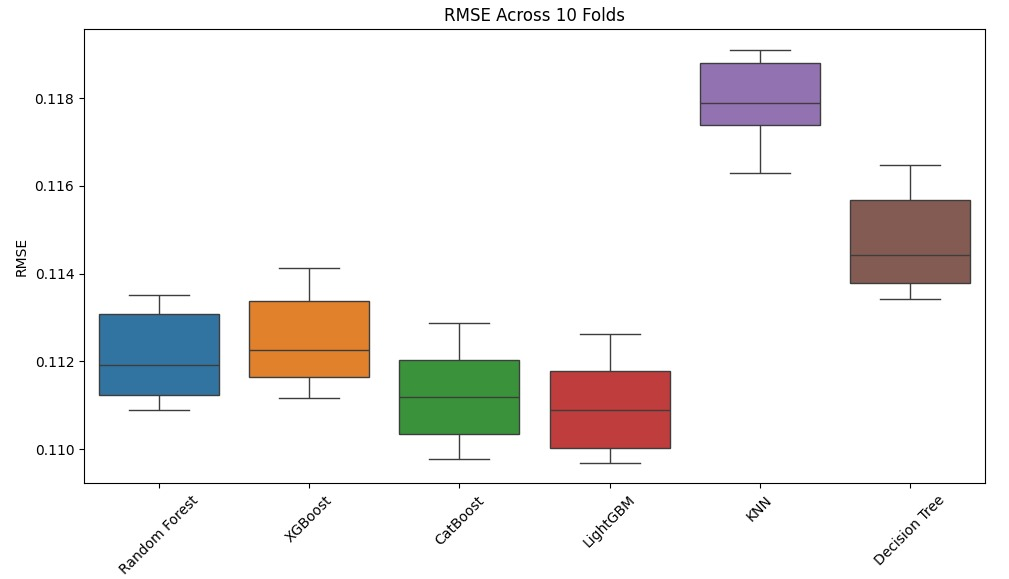 RMSE Across 10 Folds
RMSE
0.118
0.116
0.114
0.112
0.110
Random Forest
XGBoost
CatBoost
LightGBM
KNN
Decision Tree